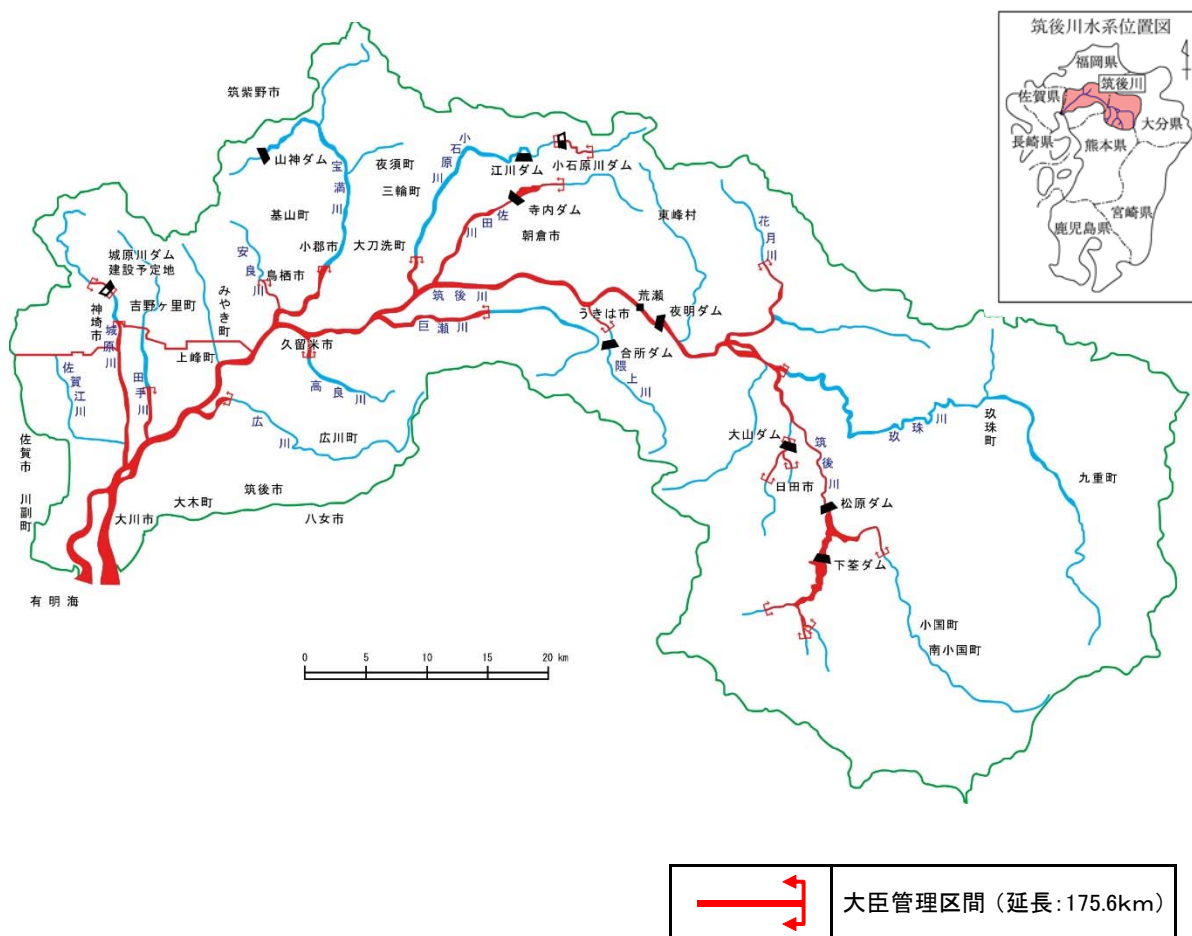 筑後川水系位置図
福岡県
筑後川
佐賀県
大分県
長崎県
熊本県
宮崎県
鹿児島県
筑紫野市
山神ダム
宝満川
夜須町
三輪町
小石原川
江川ダム
小石原川ダム
寺内ダム
佐田川
朝倉市
東峰村
花月川
基山町
小郡市
大刀洗町
安良川
鳥栖市
城原川ダム
建設予定地
吉野ヶ里町
みやき町
神埼市
城原川
上峰町
佐賀江川
田手川
久留米市
高良川
筑後川
巨瀬川
荒瀬
うきは市
夜明ダム
合所ダム
隈上川
広川
広川町
佐賀市
川副町
大川市
大木町
筑後市
八女市
有明海
大山ダム
日田市
筑後川
松原ダム
下筌ダム
玖珠川
玖珠町
九重町
小国町
南小国町
0 5 10 15 20 km
大臣管理区間（延長：175.6km）